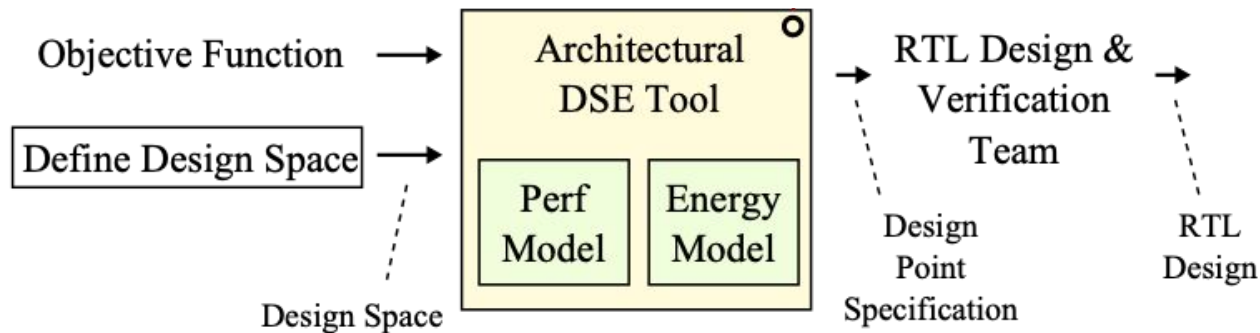 Objective Function
Define Design Space
Design Space
Architectural
DSE Tool
Perf
Model
Energy
Model
RTL Design &
Verification
Team
Design
Point
Specification
RTL
Design